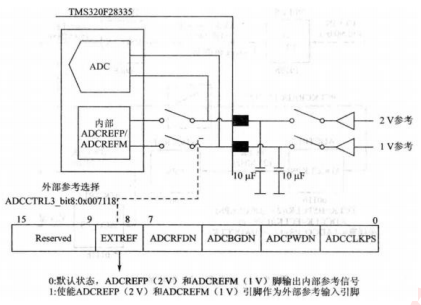 TMS320F28335
ADC
内部
ADCREFP/
ADCREFM
2 V参考
1 V参考
10 μF
10 μF
外部参考选择
ADCCTRL3_bit8:0x007118
15 9 8 7 0
Reserved EXTREF ADCRFDN ADCBGDN ADCPWDN ADCCLKPS
0:默认状态，ADCREFP（2 V）和ADCREFM（1 V）脚输出内部参考信号
1:使能ADCREFP（2 V）和ADCREFM（1 V）引脚作为外部参考输入引脚